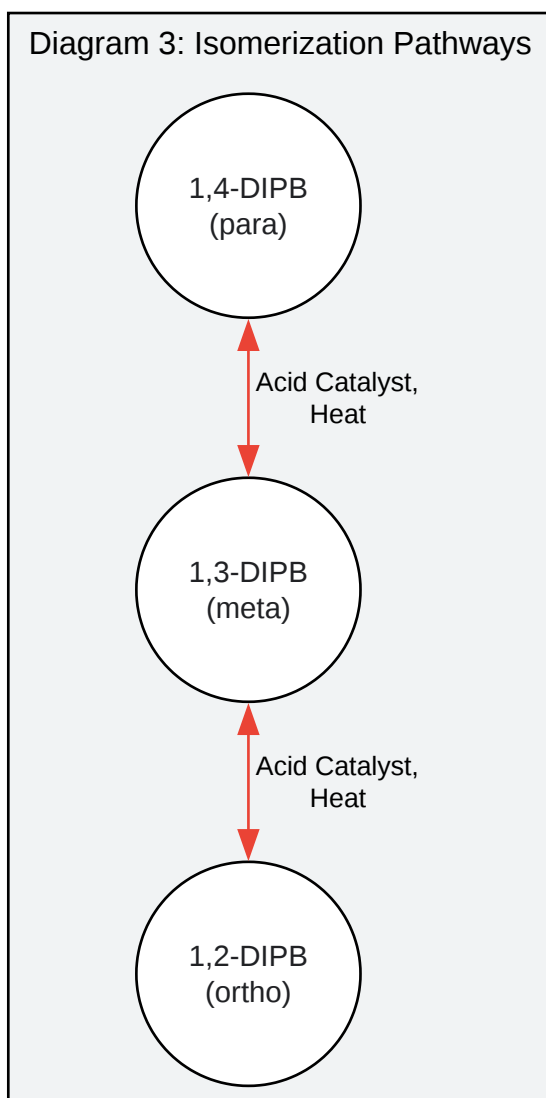 Diagram 3: Isomerization Pathways
1,4-DIPB
(para)
Acid Catalyst,
Heat
1,3-DIPB
(meta)
Acid Catalyst,
Heat
1,2-DIPB
(ortho)